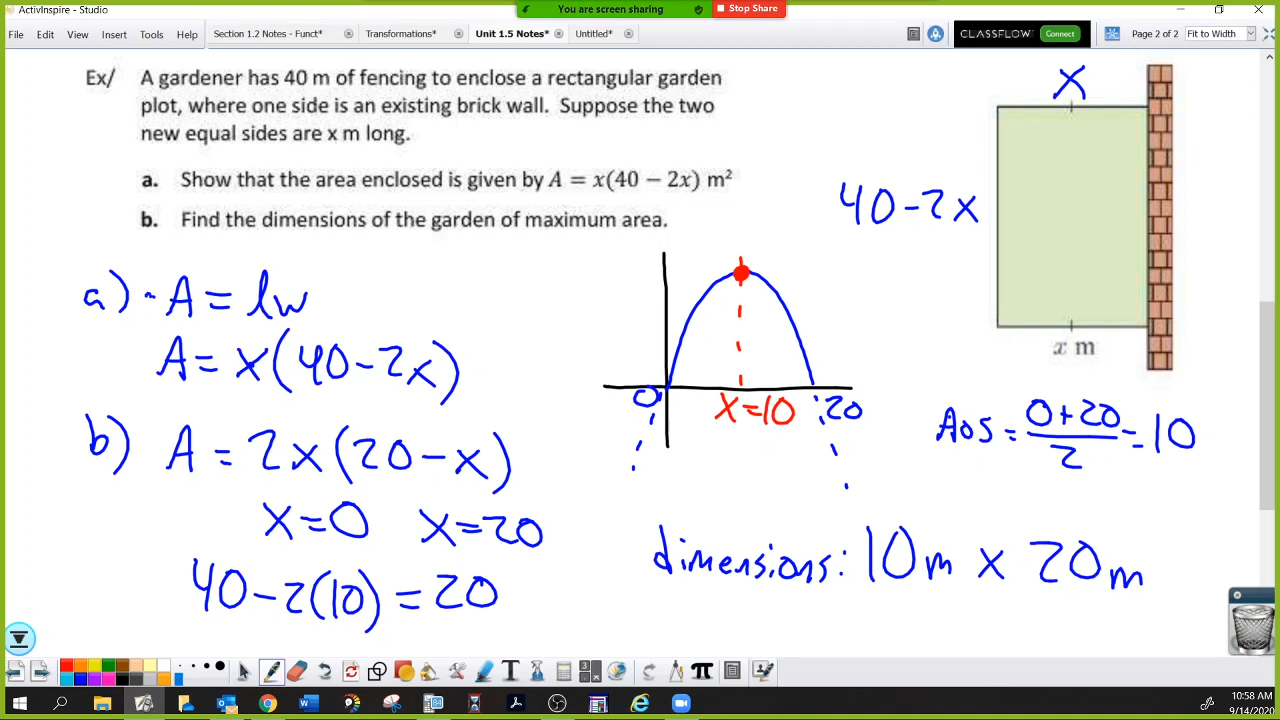 ActivInspire - Studio
You are screen sharing
Stop Share
File Edit View Insert Tools Help
Section 1.2 Notes - Funct*
Transformations*
Unit 1.5 Notes*
Untitled*
CLASSFLOW™
Connect
Page 2 of 2
Fit to Width
Ex/ A gardener has 40 m of fencing to enclose a rectangular garden
plot, where one side is an existing brick wall. Suppose the two
new equal sides are x m long.
a. Show that the area enclosed is given by A = x(40 − 2x) m²
b. Find the dimensions of the garden of maximum area.
x
40-2x
x m
a) A = lw
A = x(40-2x)
b) A = 2x(20-x)
x=0 x=20
40-2(10) = 20
0
x=10
20
AOS = (0+20)/2 = 10
dimensions: 10m x 20m
10:58 AM
9/14/2020